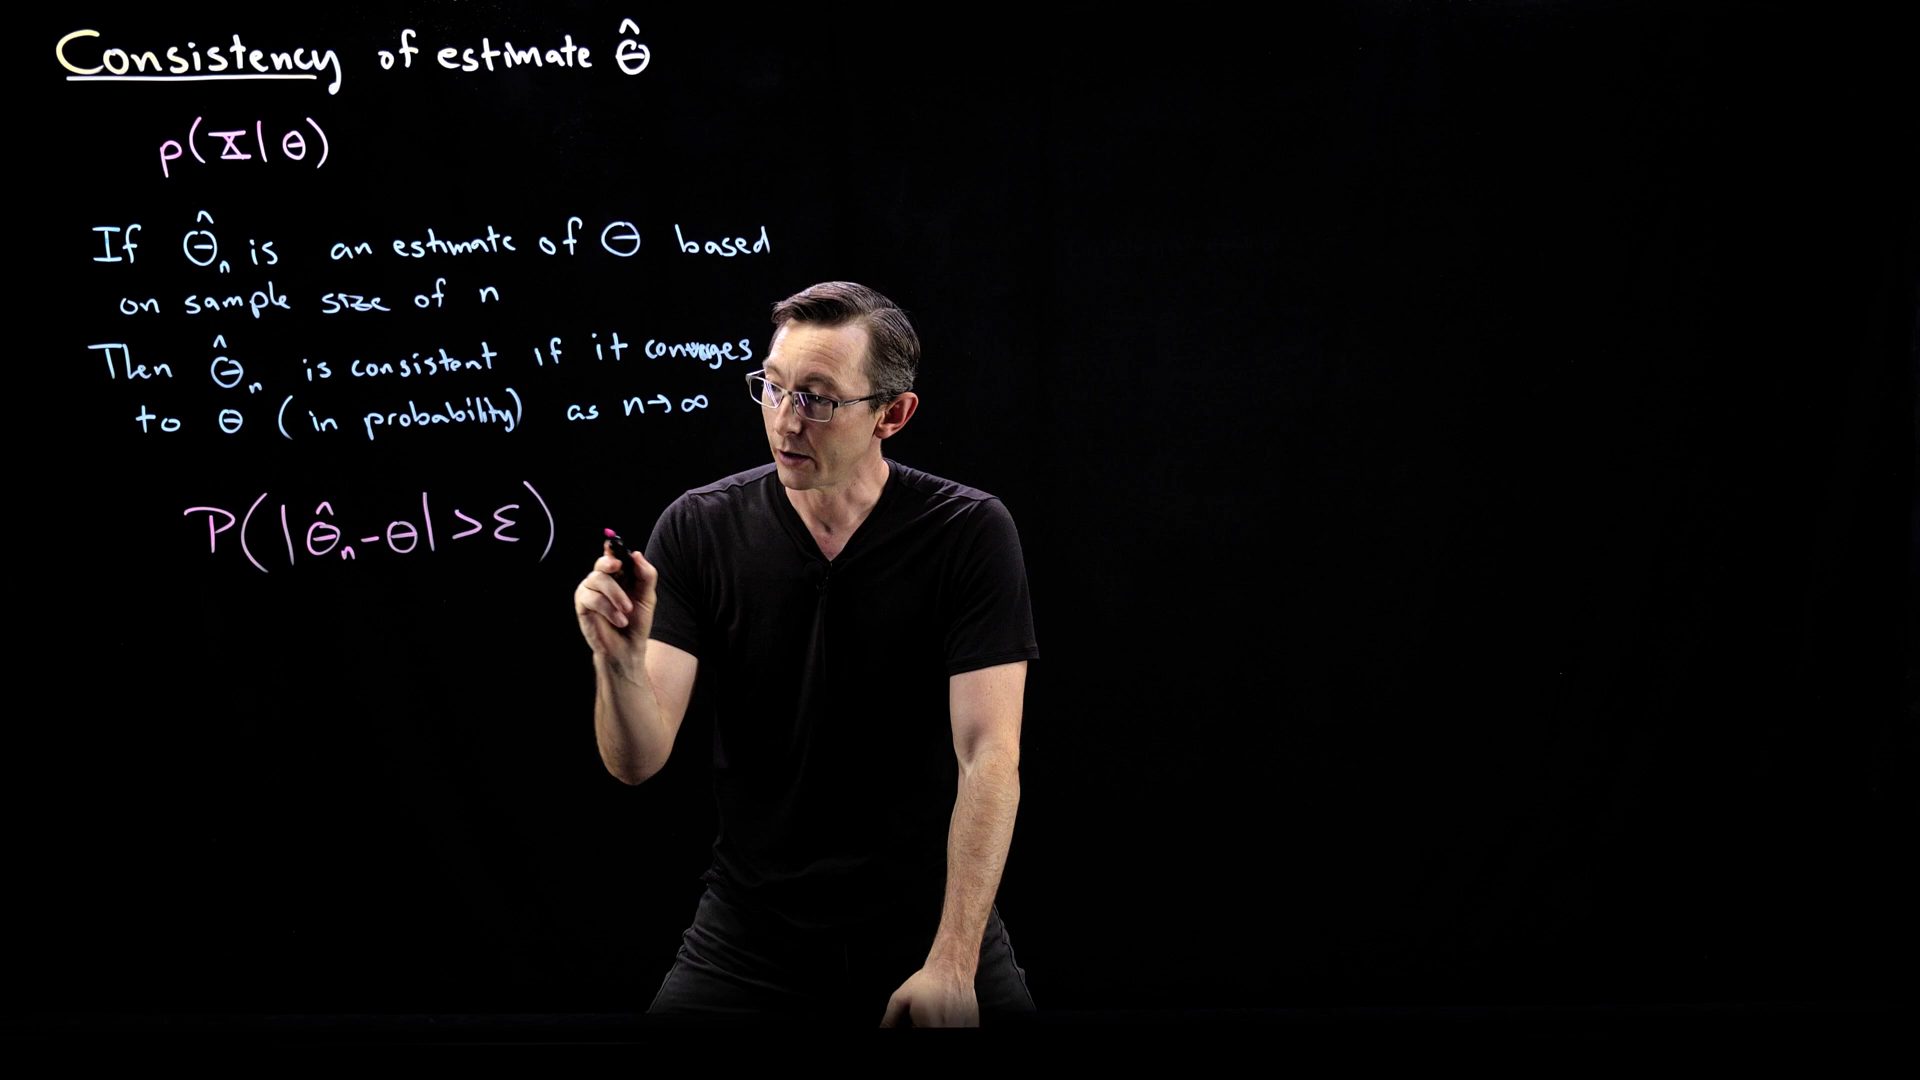 Consistency of estimate θ̂
p(X|θ)
If θ̂ₙ is an estimate of θ based
on sample size of n
Then θ̂ₙ is consistent if it converges
to θ (in probability) as n→∞
P(|θ̂ₙ-θ|>ε)